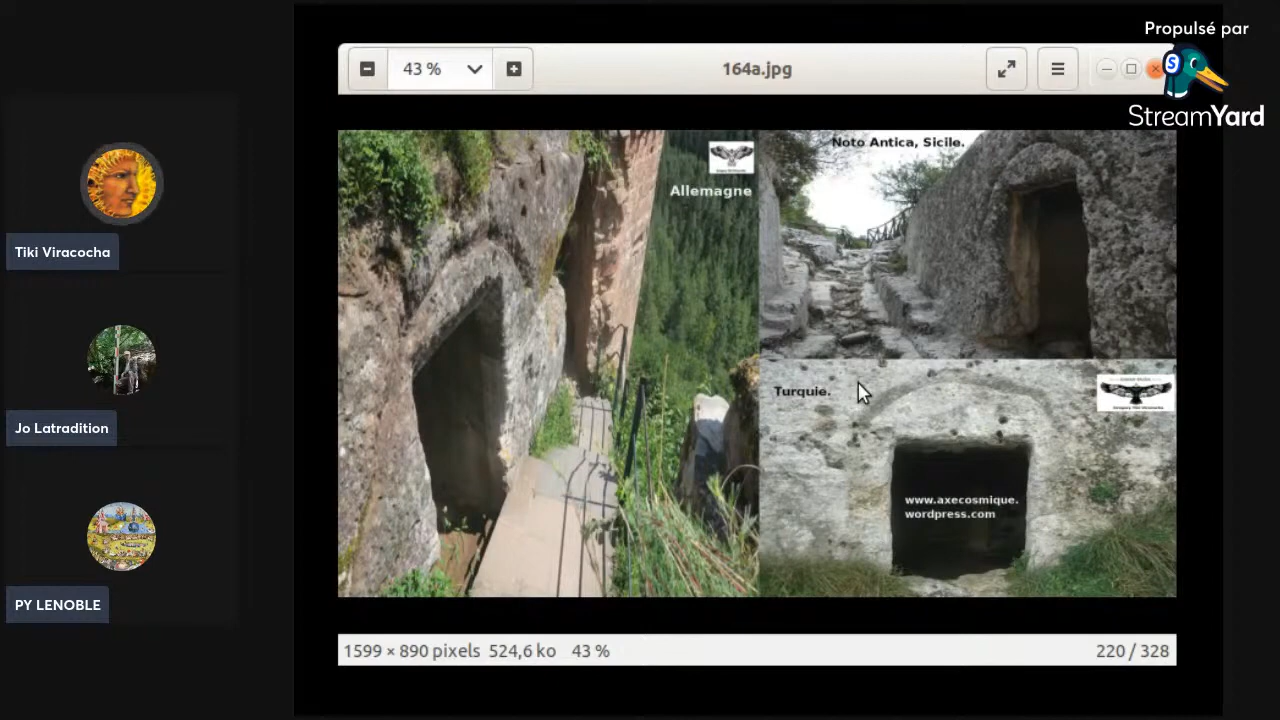 Propulsé par
StreamYard
43 %
164a.jpg
Tiki Viracocha
Jo Latradition
PY LENOBLE
Allemagne
Noto Antica, Sicile.
Turquie.
www.axecosmique.
wordpress.com
1599 × 890 pixels 524,6 ko 43 %
220 / 328